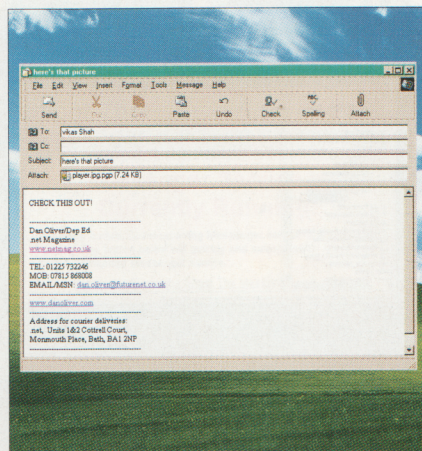 here's that picture
File Edit View Insert Format Tools Message Help
Send Cut Copy Paste Undo Check Spelling Attach
To: vikas Shah
Cc:
Subject: here's that picture
Attach: player.jpg.pgp (7.24 KB)
CHECK THIS OUT!
Dan Oliver/Dep Ed
.net Magazine
www.netmag.co.uk
TEL: 01225 732246
MOB: 07815 868008
EMAIL/MSN: dan.oliver@futurenet.co.uk
www.danoliver.com
Address for courier deliveries:
.net, Units 1&2 Cottrell Court,
Monmouth Place, Bath, BA1 2NP